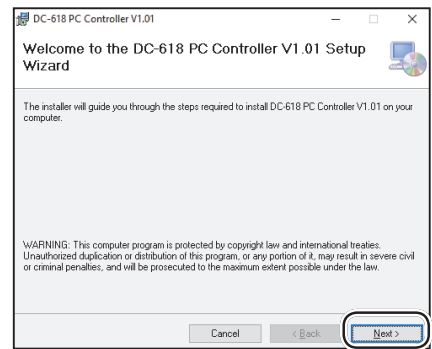 DC-618 PC Controller V1.01
Welcome to the DC-618 PC Controller V1.01 Setup
Wizard
The installer will guide you through the steps required to install DC-618 PC Controller V1.01 on your
computer.
WARNING: This computer program is protected by copyright law and international treaties.
Unauthorized duplication or distribution of this program, or any portion of it, may result in severe civil
or criminal penalties, and will be prosecuted to the maximum extent possible under the law.
Cancel < Back Next >